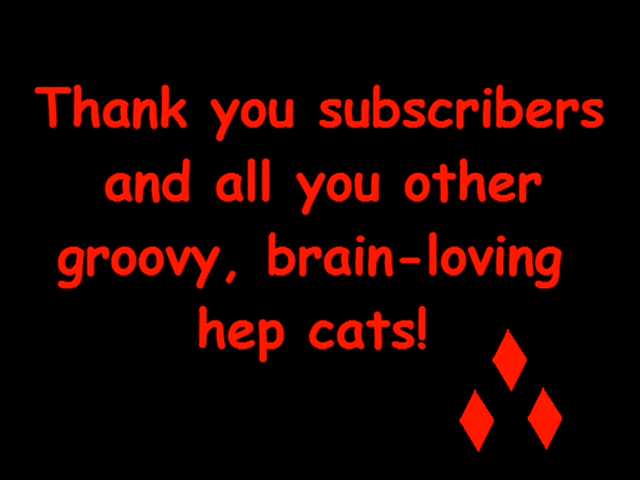 Thank you subscribers
and all you other
groovy, brain-loving
hep cats!